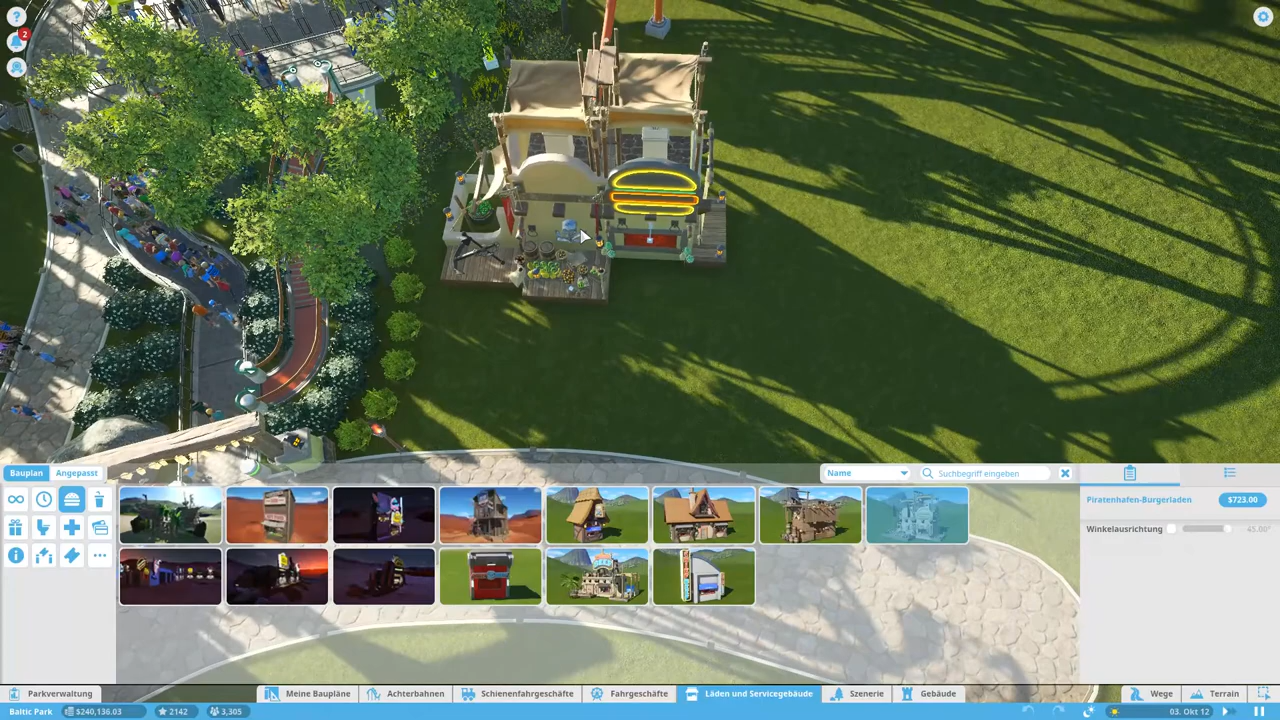 2
Bauplan
Angepasst
Name
Suchbegriff eingeben
Piratenhafen-Burgerladen
$723.00
Winkelausrichtung
45.00°
Parkverwaltung
Meine Baupläne
Achterbahnen
Schienenfahrgeschäfte
Fahrgeschäfte
Läden und Servicegebäude
Szenerie
Gebäude
Wege
Terrain
Baltic Park
$240,136.03
2142
3,305
03. Okt 12